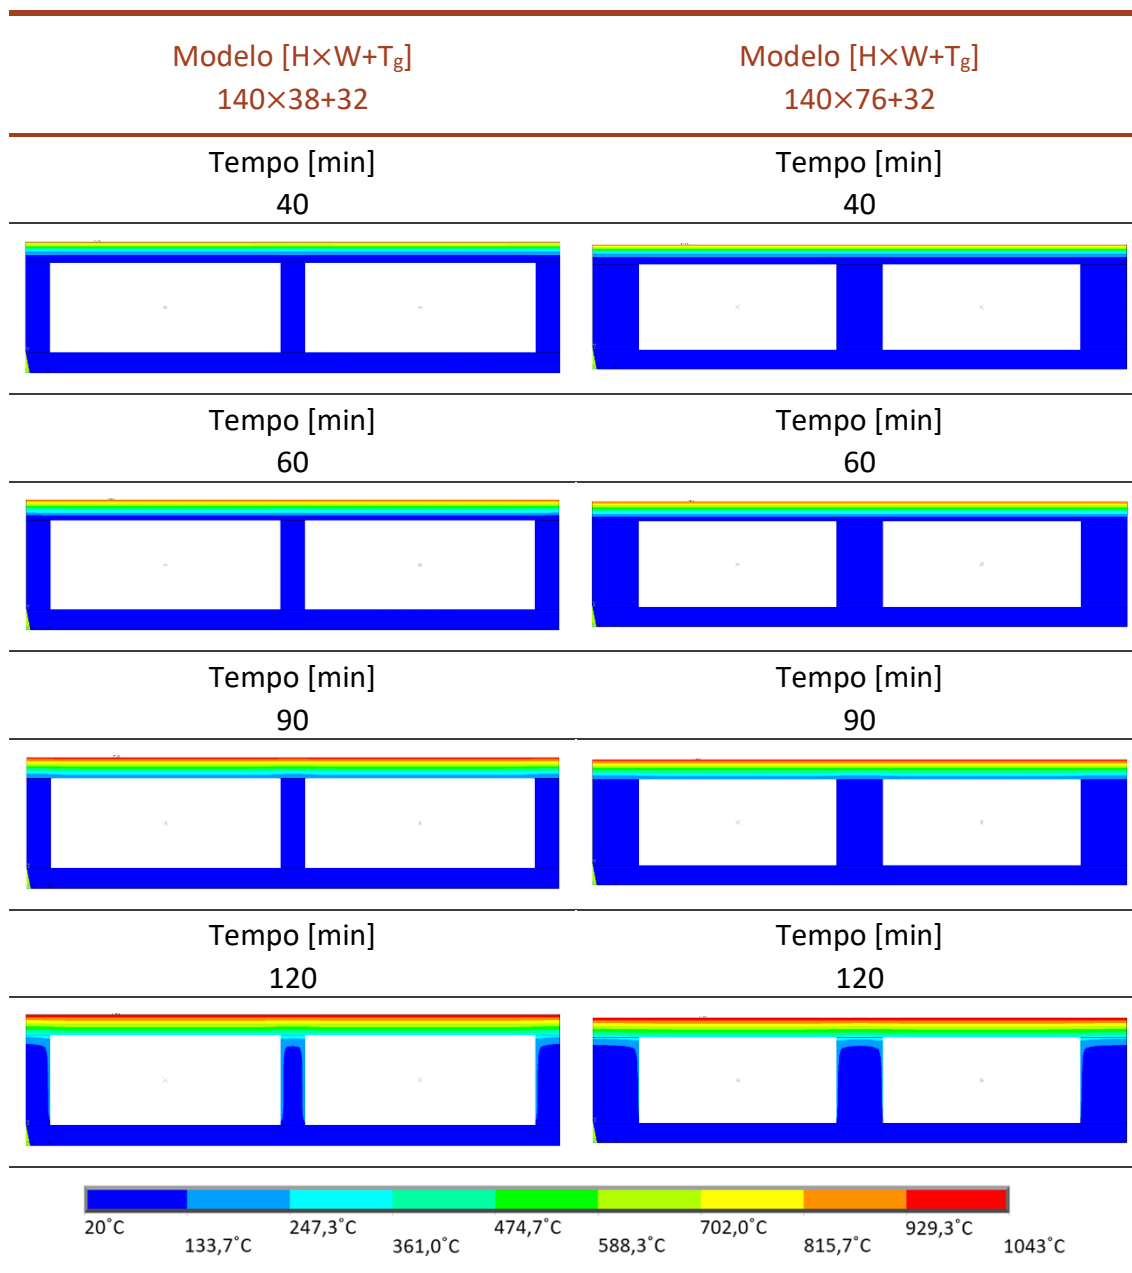 Modelo [H×W+Tg]
140×38+32
Modelo [H×W+Tg]
140×76+32
Tempo [min]
40
Tempo [min]
40
Tempo [min]
60
Tempo [min]
60
Tempo [min]
90
Tempo [min]
90
Tempo [min]
120
Tempo [min]
120
20˚C 247,3˚C 474,7˚C 702,0˚C 929,3˚C
133,7˚C 361,0˚C 588,3˚C 815,7˚C 1043˚C